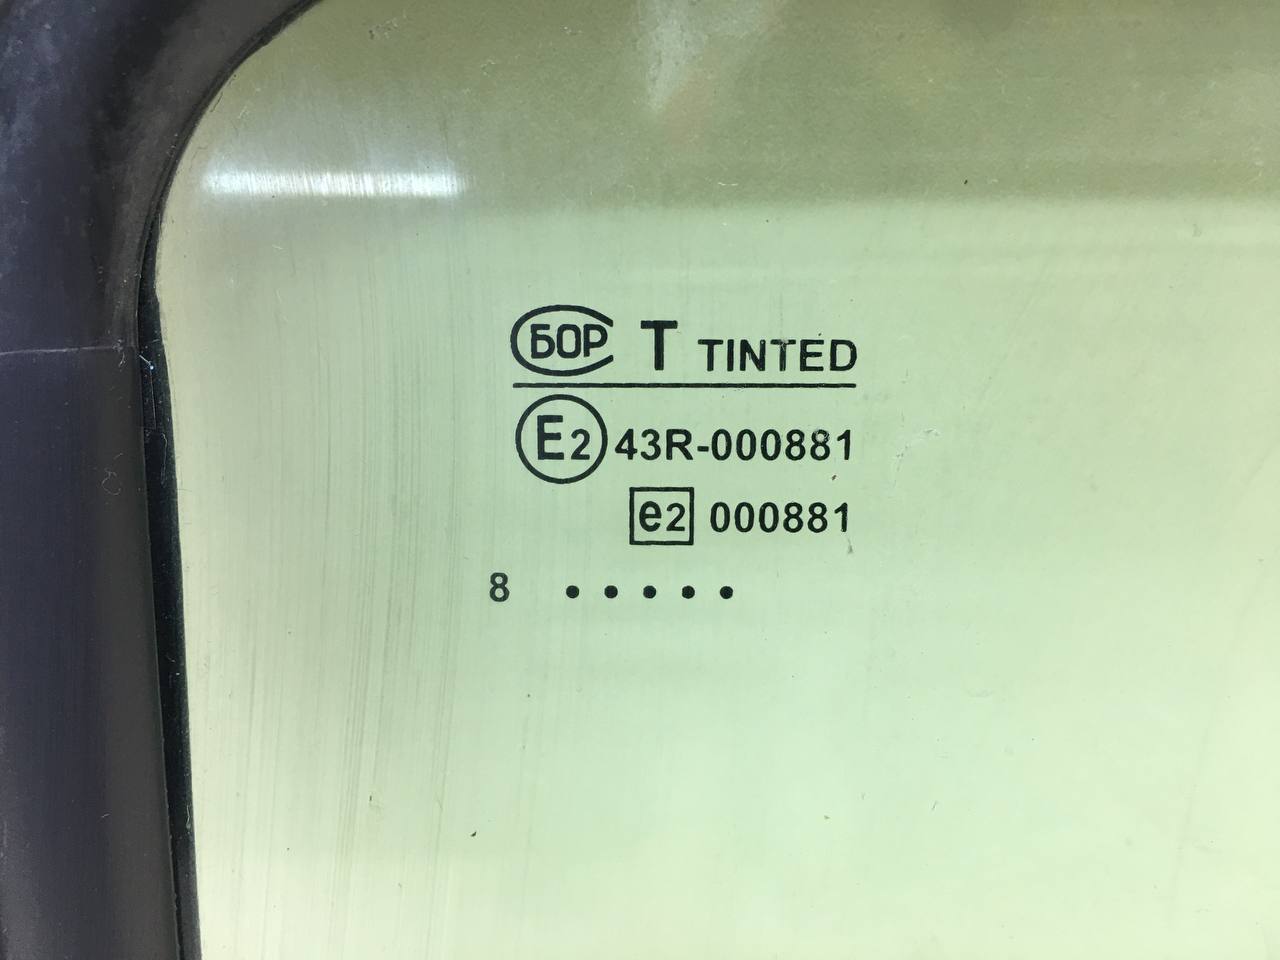 БОР T TINTED
E2 43R-000881
e2 000881
8 • • • • •